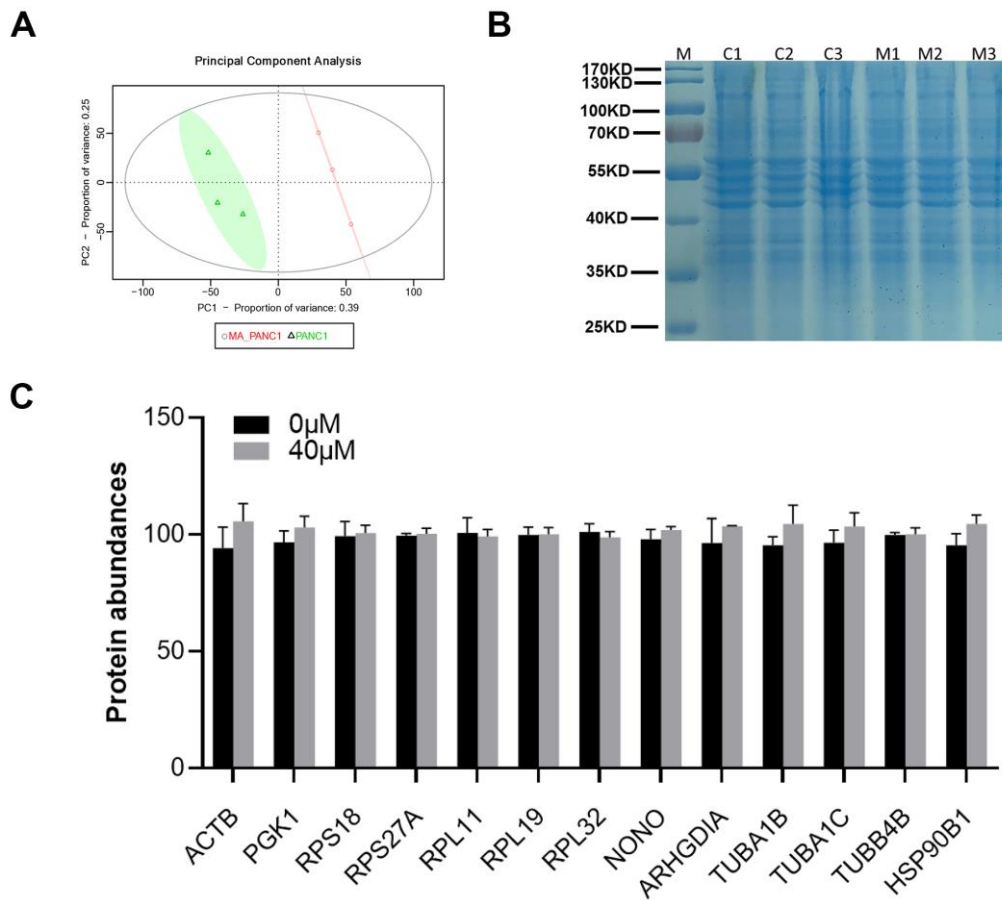 A
Principal Component Analysis
PC2 − Proportion of variance: 0.25
50
0
−50
−100
−50
0
50
100
PC1 − Proportion of variance: 0.39
MA_PANC1 PANC1
B
M C1 C2 C3 M1 M2 M3
170KD
130KD
100KD
70KD
55KD
40KD
35KD
25KD
C
Protein abundances
150
100
50
0
0μM
40μM
ACTB
PGK1
RPS18
RPS27A
RPL11
RPL19
RPL32
NONO
ARHGDIA
TUBA1B
TUBA1C
TUBB4B
HSP90B1